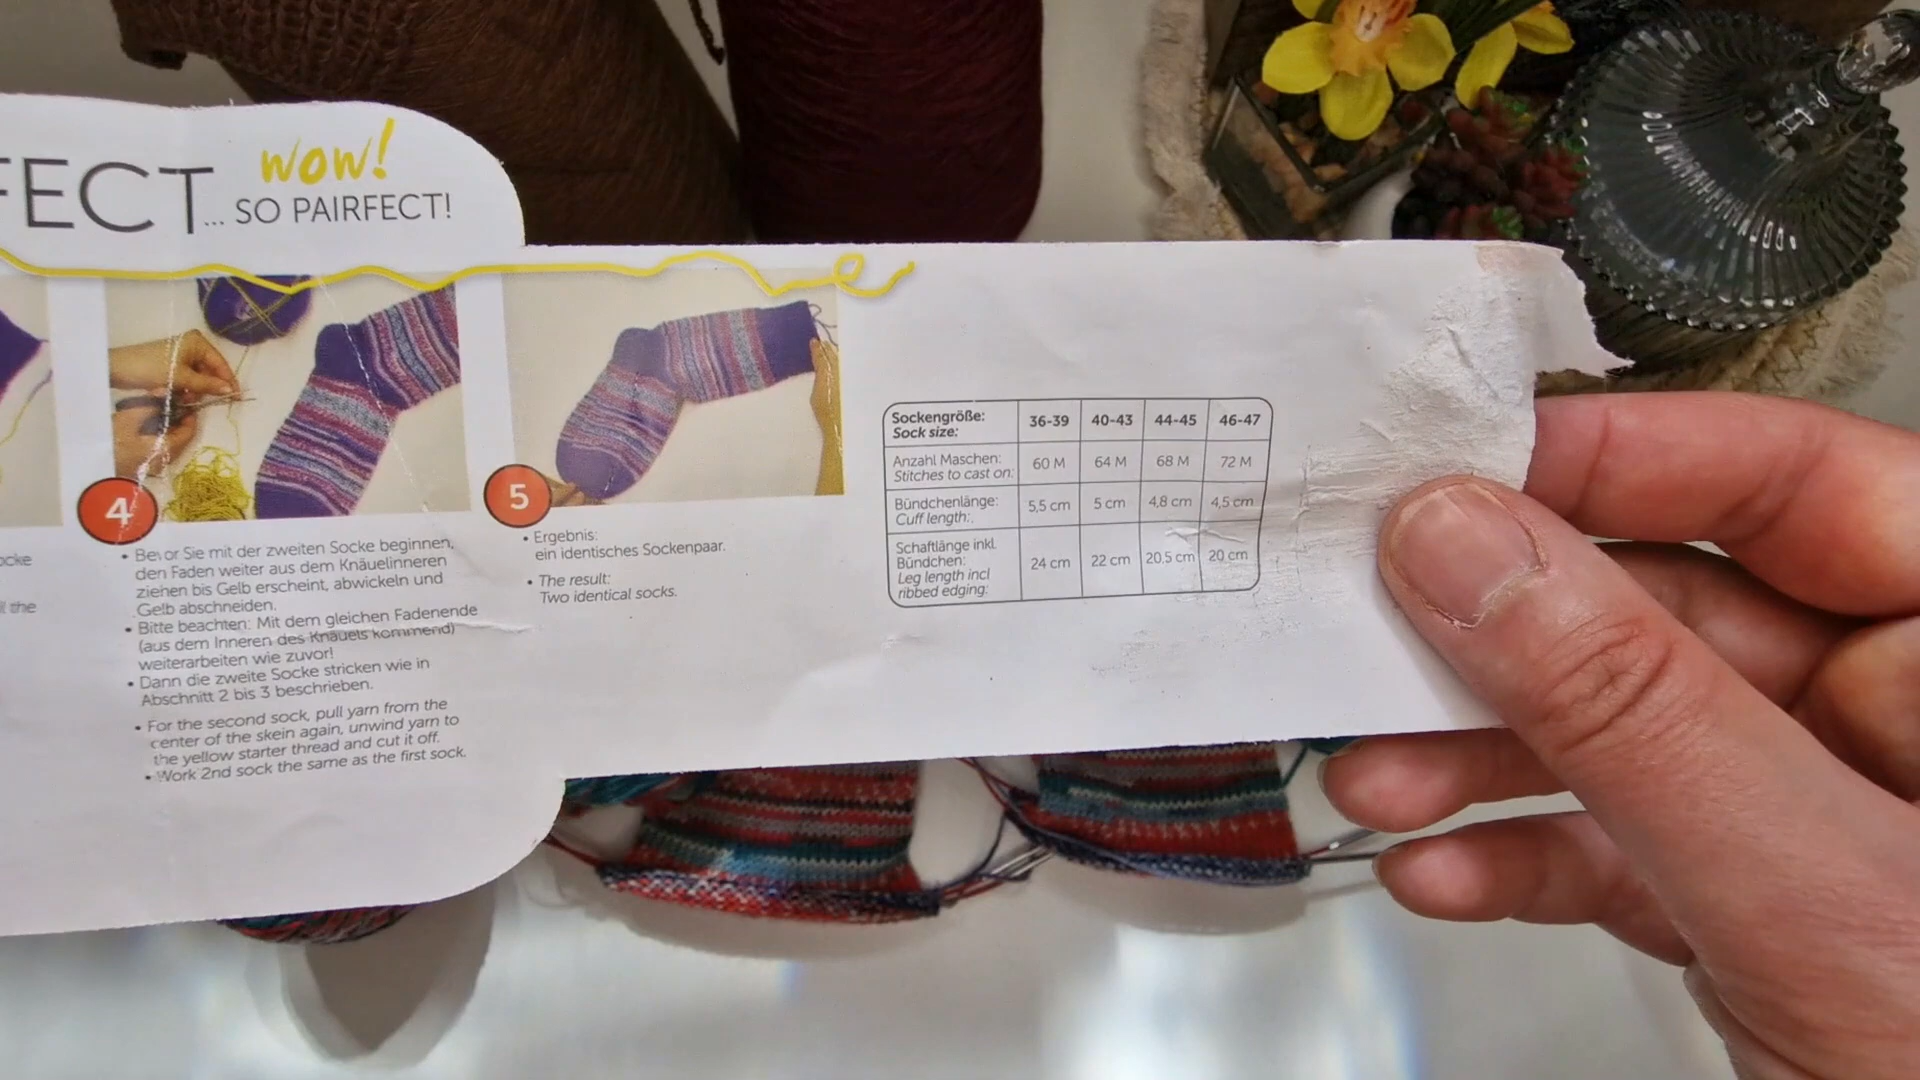 FECT... wow!
SO PAIRFECT!
ocke
l the
4
• Bevor Sie mit der zweiten Socke beginnen,
den Faden weiter aus dem Knäuelinneren
ziehen bis Gelb erscheint, abwickeln und
Gelb abschneiden.
• Bitte beachten: Mit dem gleichen Fadenende
(aus dem Inneren des Knäuels kommend)
weiterarbeiten wie zuvor!
• Dann die zweite Socke stricken wie in
Abschnitt 2 bis 3 beschrieben.
• For the second sock, pull yarn from the
center of the skein again, unwind yarn to
the yellow starter thread and cut it off.
• Work 2nd sock the same as the first sock.
5
• Ergebnis:
ein identisches Sockenpaar.
• The result:
Two identical socks.
Sockengröße: 36-39 40-43 44-45 46-47
Sock size:
Anzahl Maschen: 60 M 64 M 68 M 72 M
Stitches to cast on:
Bündchenlänge: 5,5 cm 5 cm 4,8 cm 4,5 cm
Cuff length:.
Schaftlänge inkl.
Bündchen: 24 cm 22 cm 20.5 cm 20 cm
Leg length incl
ribbed edging: